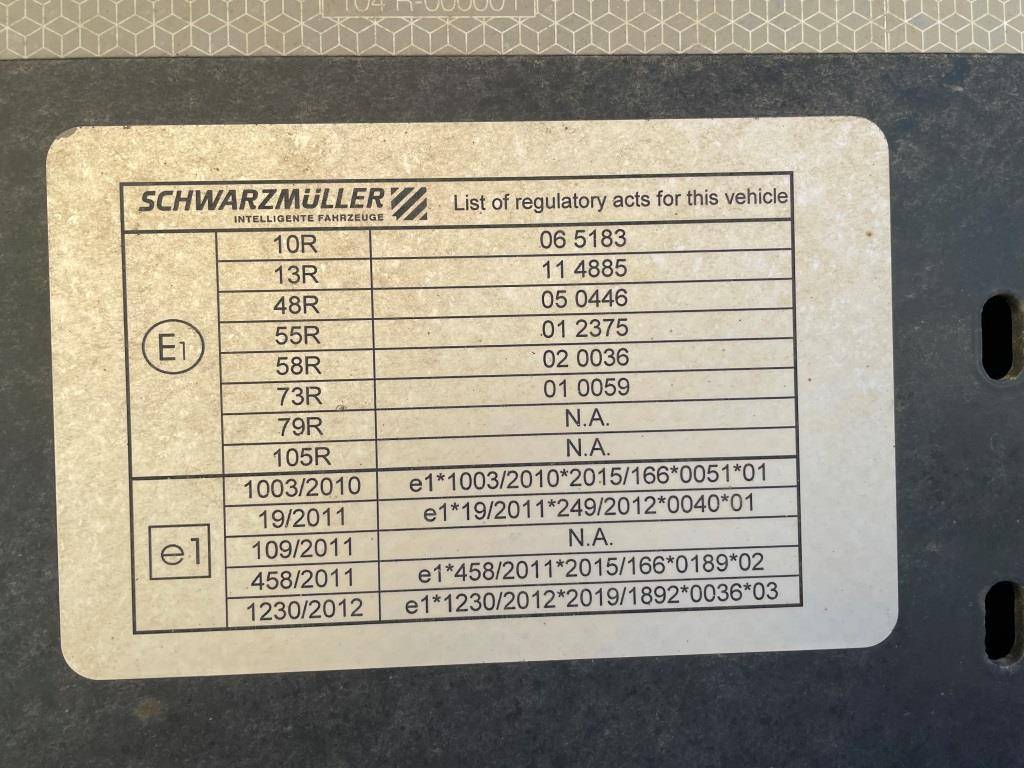 104 R-000001
SCHWARZMÜLLER List of regulatory acts for this vehicle
INTELLIGENTE FAHRZEUGE
10R 06 5183
13R 11 4885
48R 05 0446
55R 01 2375
E1 58R 02 0036
73R 01 0059
79R N.A.
105R N.A.
1003/2010 e1*1003/2010*2015/166*0051*01
19/2011 e1*19/2011*249/2012*0040*01
e1 109/2011 N.A.
458/2011 e1*458/2011*2015/166*0189*02
1230/2012 e1*1230/2012*2019/1892*0036*03